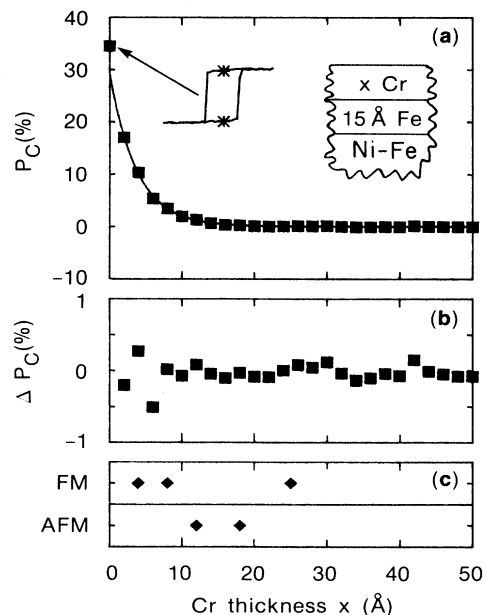 40
(a)
30
20
10
0
-10
P_C(%)
x Cr
15 Å Fe
Ni-Fe
1
(b)
0
-1
Δ P_C(%)
FM
(c)
AFM
0 10 20 30 40 50
Cr thickness x (Å)